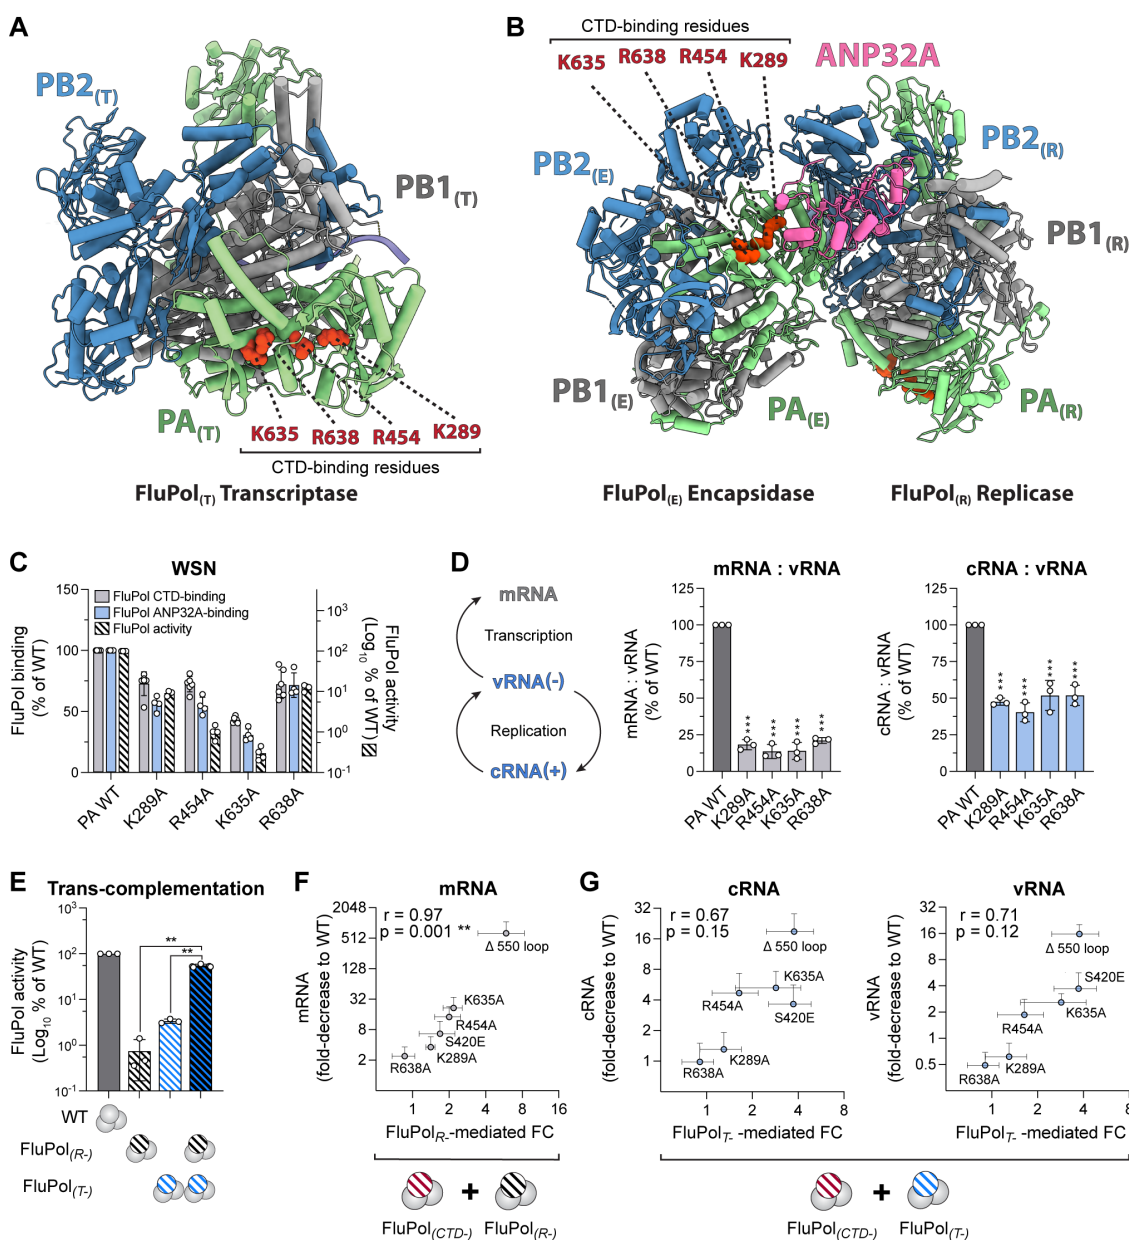 A
PB2(T)
PB1(T)
PA(T)
K635
R638
R454
K289
CTD-binding residues
FluPol(T) Transcriptase
B
CTD-binding residues
K635
R638
R454
K289
ANP32A
PB2(E)
PB2(R)
PB1(R)
PB1(E)
PA(E)
PA(R)
FluPol(E) Encapsidase
FluPol(R) Replicase
C
WSN
FluPol CTD-binding
FluPol ANP32A-binding
FluPol activity
150
100
50
0
FluPol binding
(% of WT)
10³
10²
10¹
10⁰
10⁻¹
FluPol activity
(Log₁₀ % of WT)
PA WT
K289A
R454A
K635A
R638A
D
mRNA
Transcription
vRNA(-)
Replication
cRNA(+)
mRNA : vRNA
125
100
75
50
25
0
mRNA : vRNA
(% of WT)
***
***
***
***
PA WT
K289A
R454A
K635A
R638A
cRNA : vRNA
125
100
75
50
25
0
cRNA : vRNA
(% of WT)
***
***
***
***
PA WT
K289A
R454A
K635A
R638A
E
Trans-complementation
10³
10²
10¹
10⁰
10⁻¹
FluPol activity
(Log₁₀ % of WT)
**
**
WT
FluPol(R-)
FluPol(T-)
F
mRNA
2048
512
128
32
8
2
mRNA
(fold-decrease to WT)
r = 0.97
p = 0.001 **
Δ 550 loop
K635A
R454A
S420E
K289A
R638A
1
2
4
8
16
FluPolR--mediated FC
FluPol(CTD-)
+
FluPol(R-)
G
cRNA
32
16
8
4
2
1
cRNA
(fold-decrease to WT)
r = 0.67
p = 0.15
Δ 550 loop
K635A
R454A
S420E
K289A
R638A
1
2
4
8
FluPolT- -mediated FC
vRNA
32
16
8
4
2
1
0.5
vRNA
(fold-decrease to WT)
r = 0.71
p = 0.12
Δ 550 loop
S420E
K635A
R454A
K289A
R638A
1
2
4
8
FluPolT- -mediated FC
FluPol(CTD-)
+
FluPol(T-)